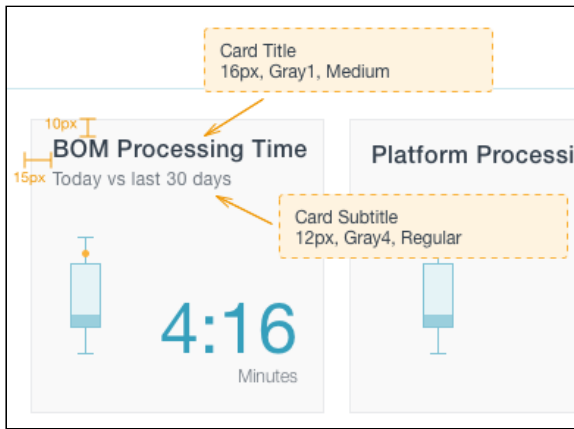 Card Title
16px, Gray1, Medium
10px
BOM Processing Time
15px
Today vs last 30 days
Platform Processi
Card Subtitle
12px, Gray4, Regular
4:16
Minutes